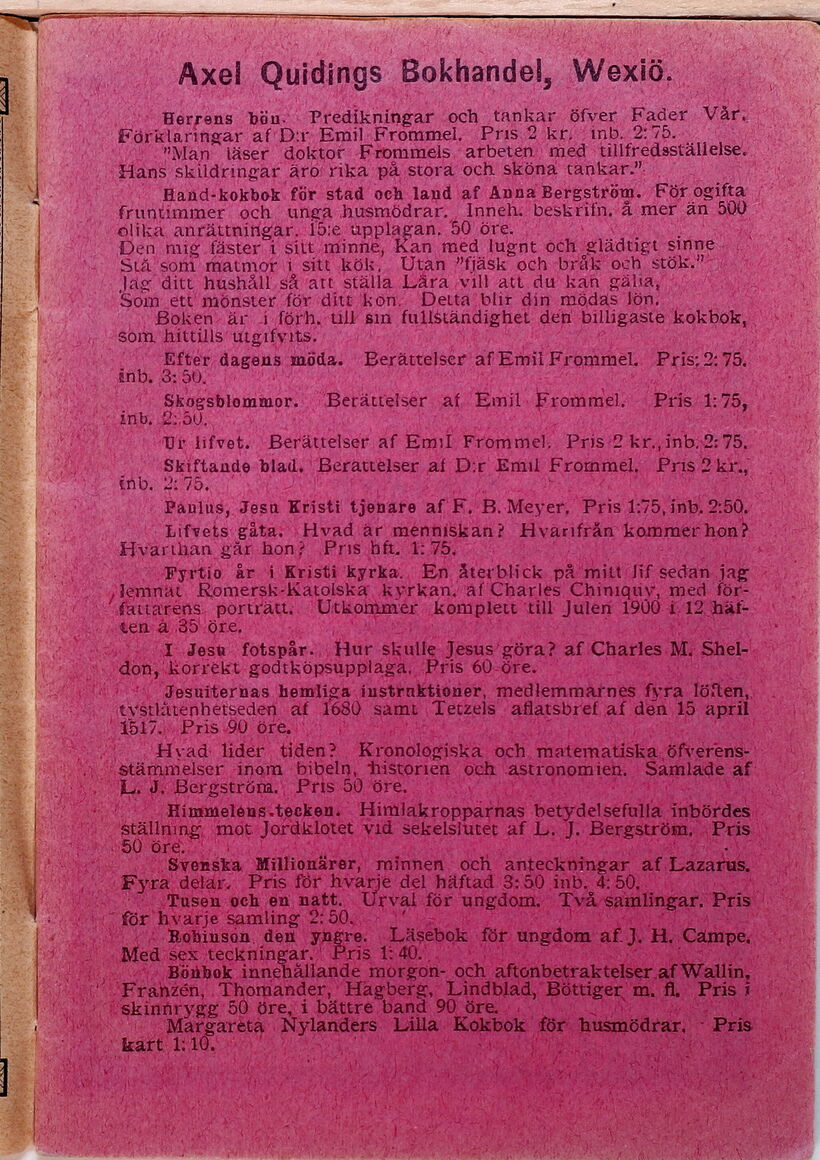 Axel Quidings Bokhandel, Wexiö.
Herrens bön. Predikningar och tankar öfver Fader Vår.
Förklaringar af D:r Emil Frommel. Pris 2 kr. inb. 2:75.
"Man läser doktor Frommels arbeten med tillfredsställelse.
Hans skildringar äro rika på stora och sköna tankar."
Hand-kokbok för stad och land af Anna Bergström. För ogifta
fruntimmer och unga husmödrar. Inneh. beskrifn. å mer än 500
olika anrättningar. 15:e upplagan. 50 öre.
Den mig fäster i sitt minne, Kan med lugnt och glädtigt sinne
Stå som matmor i sitt kök, Utan "fjäsk och bråk och stök."
Jag ditt hushåll så att ställa Lära vill att du kan gälla,
Som ett mönster för ditt kön. Detta blir din mödas lön.
Boken är i förh. till sin fullständighet den billigaste kokbok,
som hittills utgifvits.
Efter dagens möda. Berättelser af Emil Frommel. Pris: 2: 75.
inb. 3: 50.
Skogsblommor. Berättelser af Emil Frommel. Pris 1: 75,
inb. 2: 50.
Ur lifvet. Berättelser af Emil Frommel. Pris 2 kr., inb. 2: 75.
Skiftande blad. Berättelser af D:r Emil Frommel. Pris 2 kr.,
inb. 2: 75.
Paulus, Jesu Kristi tjenare af F. B. Meyer. Pris 1:75, inb. 2:50.
Lifvets gåta. Hvad är menniskan? Hvarifrån kommer hon?
Hvarthän går hon? Pris hft. 1: 75.
Fyrtio år i Kristi kyrka. En återblick på mitt lif sedan jag
lemnat Romersk-Katolska kyrkan, af Charles Chiniquy, med för-
fattarens porträtt. Utkommer komplett till Julen 1900 i 12 häf-
ten à 35 öre.
I Jesu fotspår. Hur skulle Jesus göra? af Charles M. Shel-
don, korrekt godtköpsupplaga. Pris 60 öre.
Jesuiternas hemliga instruktioner, medlemmarnes fyra löften,
tystlåtenhetseden af 1680 samt Tetzels aflatsbref af den 15 april
1517. Pris 90 öre.
Hvad lider tiden? Kronologiska och matematiska öfverens-
stämmelser inom bibeln, historien och astronomien. Samlade af
L. J. Bergström. Pris 50 öre.
Himmelens tecken. Himlakropparnas betydelsefulla inbördes
ställning mot Jordklotet vid sekelslutet af L. J. Bergström. Pris
50 öre.
Svenska Millionärer, minnen och anteckningar af Lazarus.
Fyra delar. Pris för hvarje del häftad 3: 50 inb. 4: 50.
Tusen och en natt. Urval för ungdom. Två samlingar. Pris
för hvarje samling 2: 50.
Robinson den yngre. Läsebok för ungdom af J. H. Campe.
Med sex teckningar. Pris 1: 40.
Bönbok innehållande morgon- och aftonbetraktelser af Wallin,
Franzén, Thomander, Hagberg, Lindblad, Böttiger m. fl. Pris i
skinnrygg 50 öre, i bättre band 90 öre.
Margareta Nylanders Lilla Kokbok för husmödrar. Pris
kart 1: 10.